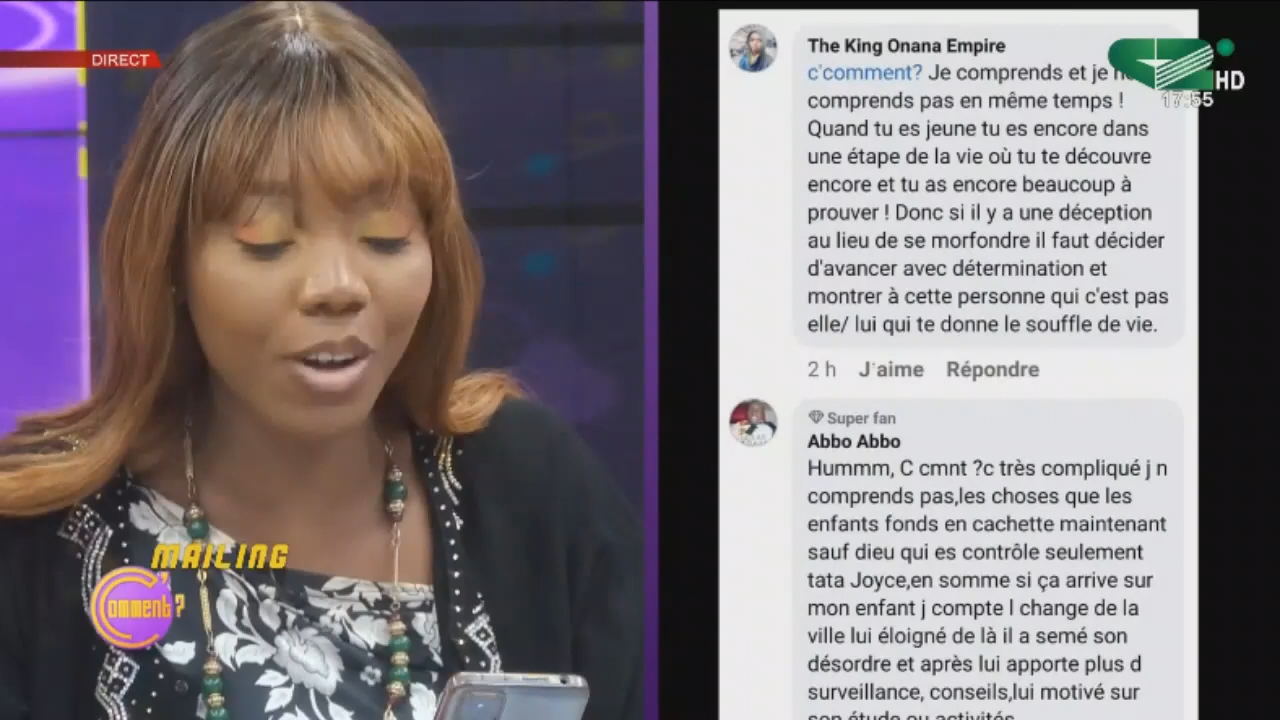 DIRECT
MAILING
C'
omment ?
The King Onana Empire
c'comment? Je comprends et je
comprends pas en même temps !
Quand tu es jeune tu es encore dans
une étape de la vie où tu te découvre
encore et tu as encore beaucoup à
prouver ! Donc si il y a une déception
au lieu de se morfondre il faut décider
d'avancer avec détermination et
montrer à cette personne qui c'est pas
elle/ lui qui te donne le souffle de vie.
2 h J'aime Répondre
Super fan
Abbo Abbo
Hummm, C cmnt ?c très compliqué j n
comprends pas,les choses que les
enfants fonds en cachette maintenant
sauf dieu qui es contrôle seulement
tata Joyce,en somme si ça arrive sur
mon enfant j compte l change de la
ville lui éloigné de là il a semé son
désordre et après lui apporte plus d
surveillance, conseils,lui motivé sur
son étude ou activités
HD
17:55